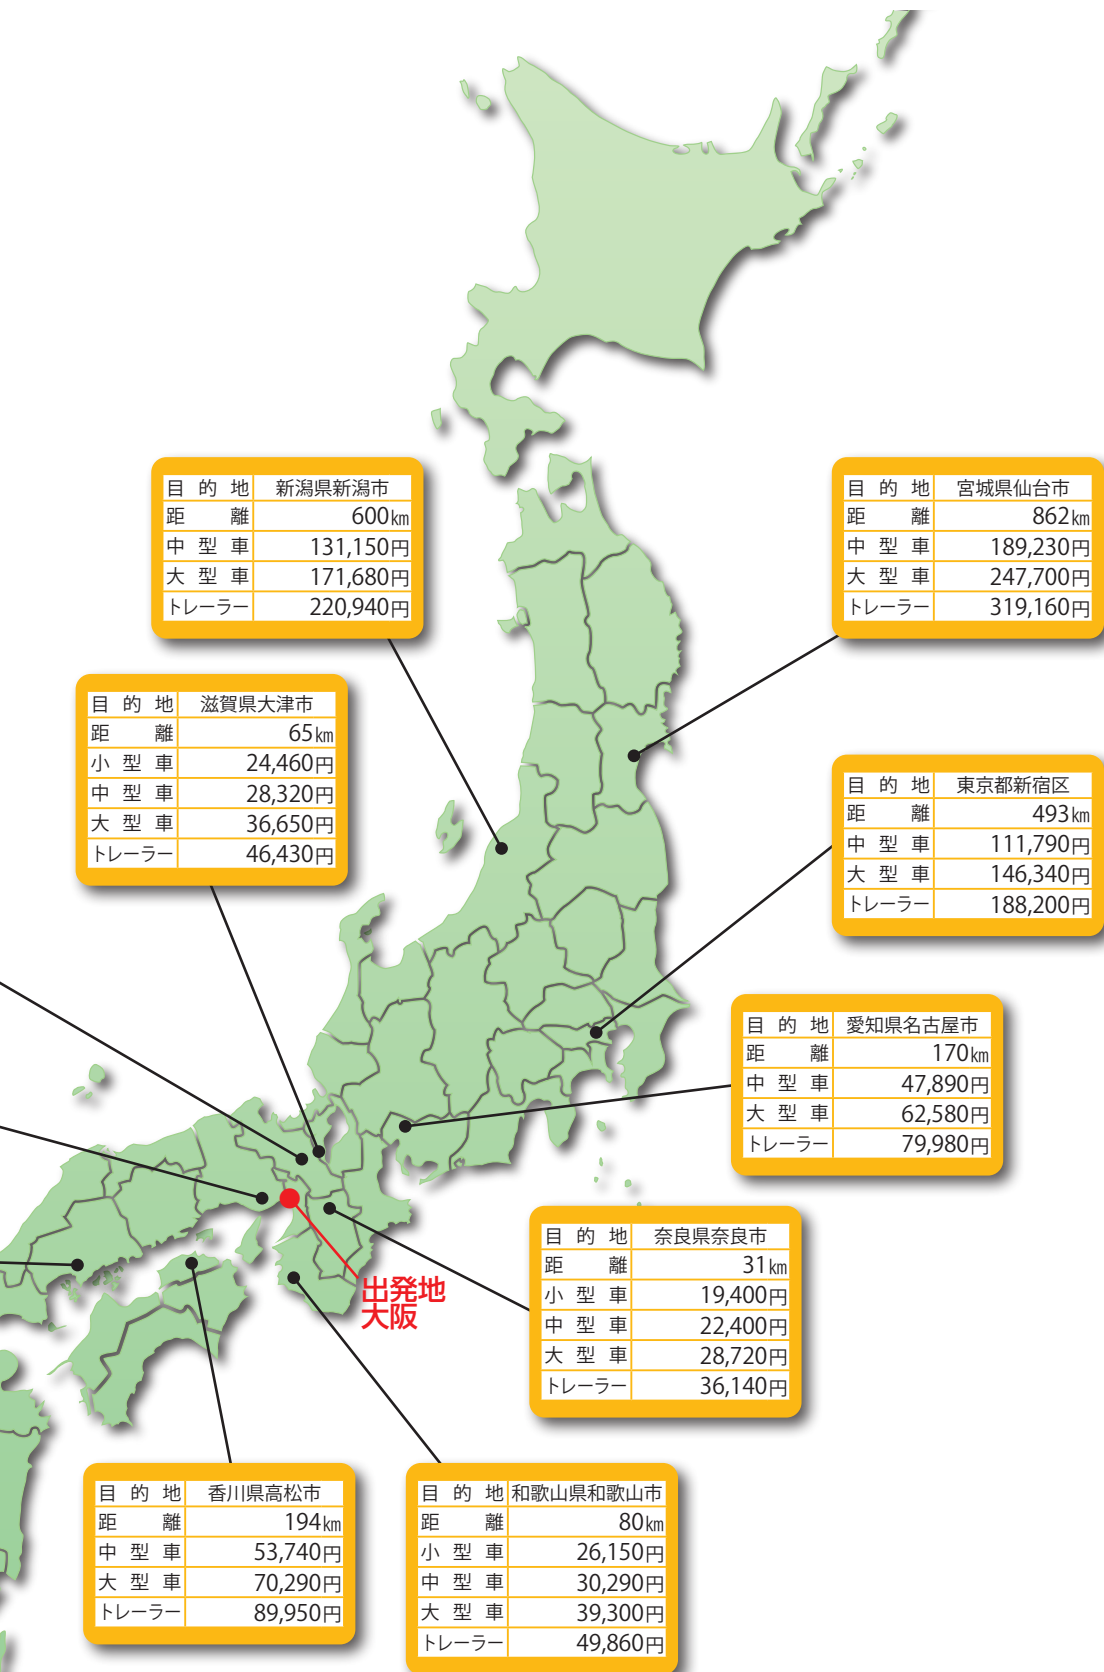 目的地 新潟県新潟市
距離 600km
中型車 131,150円
大型車 171,680円
トレーラー 220,940円
目的地 宮城県仙台市
距離 862km
中型車 189,230円
大型車 247,700円
トレーラー 319,160円
目的地 滋賀県大津市
距離 65km
小型車 24,460円
中型車 28,320円
大型車 36,650円
トレーラー 46,430円
目的地 東京都新宿区
距離 493km
中型車 111,790円
大型車 146,340円
トレーラー 188,200円
目的地 愛知県名古屋市
距離 170km
中型車 47,890円
大型車 62,580円
トレーラー 79,980円
目的地 奈良県奈良市
距離 31km
小型車 19,400円
中型車 22,400円
大型車 28,720円
トレーラー 36,140円
出発地
大阪
目的地 香川県高松市
距離 194km
中型車 53,740円
大型車 70,290円
トレーラー 89,950円
目的地 和歌山県和歌山市
距離 80km
小型車 26,150円
中型車 30,290円
大型車 39,300円
トレーラー 49,860円